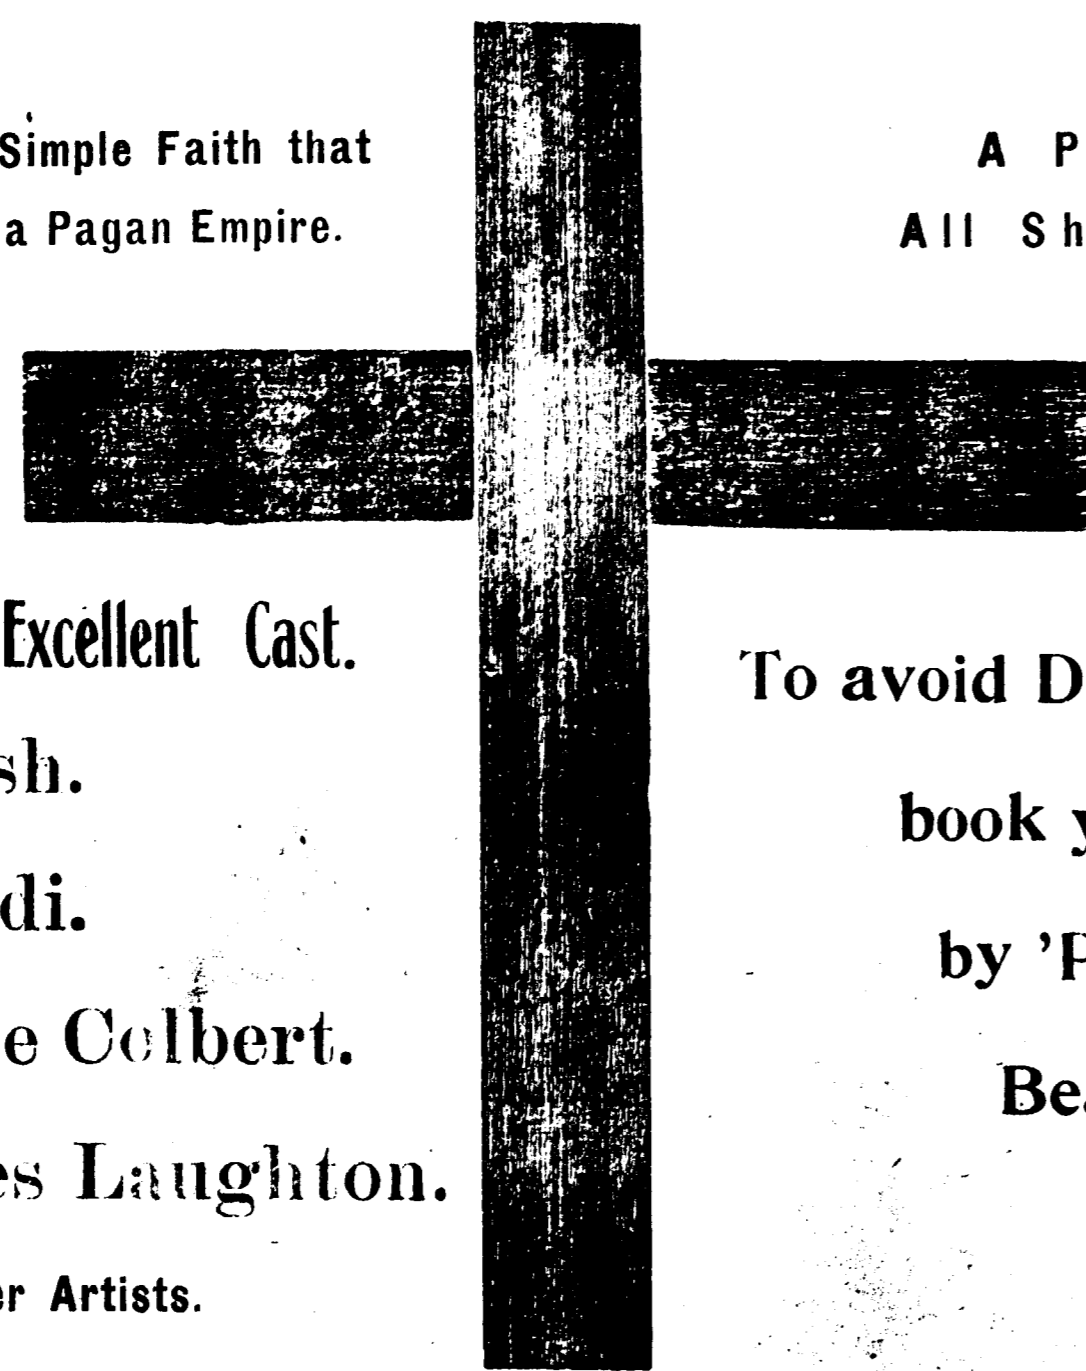 Simple Faith that
a Pagan Empire.
A P
All Sh
Excellent Cast.
sh.
di.
e Colbert.
es Laughton.
er Artists.
To avoid D
book y
by 'P
Bea